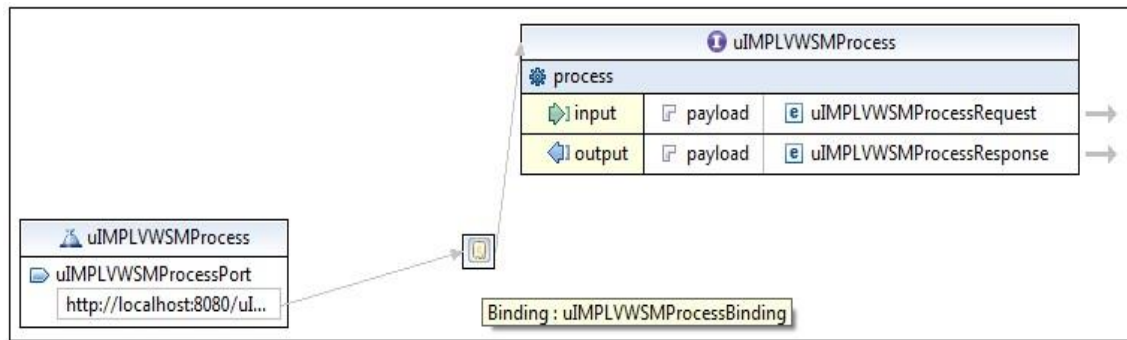 uIMPLVWSMProcess
process
input payload uIMPLVWSMProcessRequest
output payload uIMPLVWSMProcessResponse
uIMPLVWSMProcess
uIMPLVWSMProcessPort
http://localhost:8080/uI...
Binding : uIMPLVWSMProcessBinding